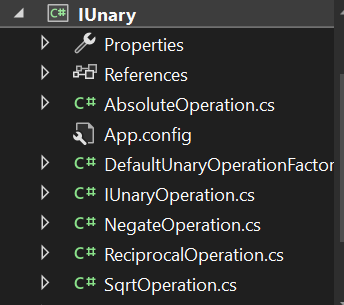 C# IUnary
Properties
References
C# AbsoluteOperation.cs
App.config
C# DefaultUnaryOperationFactor
C# IUnaryOperation.cs
C# NegateOperation.cs
C# ReciprocalOperation.cs
C# SqrtOperation.cs